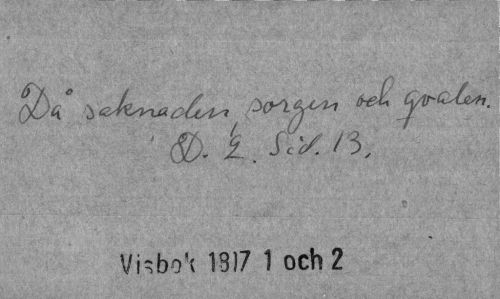 Då saknaden, sorgen och qvalen.
D. 2. Sid. 13.
Visbok 1817 1 och 2